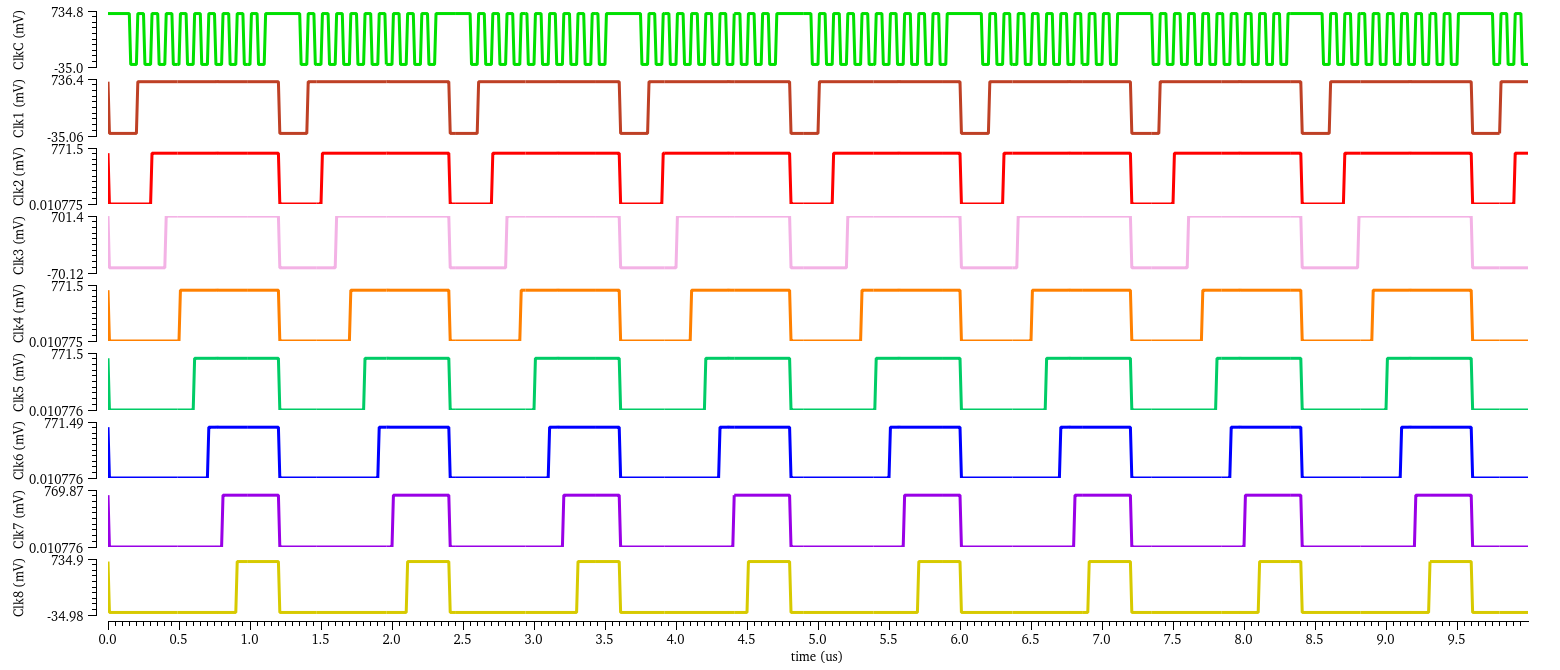 734.8
ClkC (mV)
-35.0
736.4
Clk1 (mV)
-35.06
771.5
Clk2 (mV)
0.010775
701.4
Clk3 (mV)
-70.12
771.5
Clk4 (mV)
0.010775
771.5
Clk5 (mV)
0.010776
771.49
Clk6 (mV)
0.010776
769.87
Clk7 (mV)
0.010776
734.9
Clk8 (mV)
-34.98
0.0 0.5 1.0 1.5 2.0 2.5 3.0 3.5 4.0 4.5 5.0 5.5 6.0 6.5 7.0 7.5 8.0 8.5 9.0 9.5
time (us)